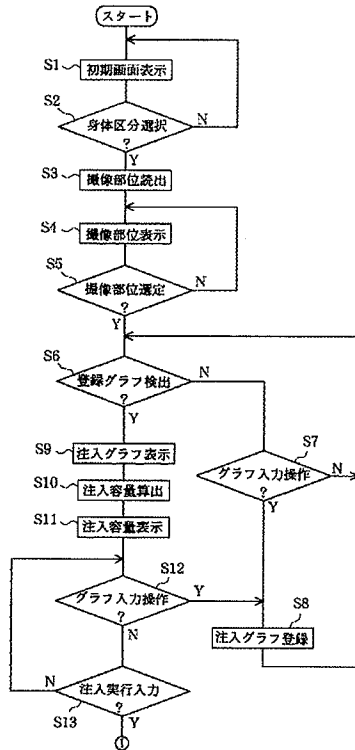 スタート
S1
初期画面表示
S2
身体区分選択
?
N
Y
S3
撮像部位読出
S4
撮像部位表示
S5
撮像部位選定
?
N
Y
S6
登録グラフ検出
?
N
Y
S7
グラフ入力操作
?
N
Y
S9
注入グラフ表示
S10
注入容量算出
S11
注入容量表示
S12
グラフ入力操作
?
Y
N
S8
注入グラフ登録
N
注入実行入力
?
S13
Y
①